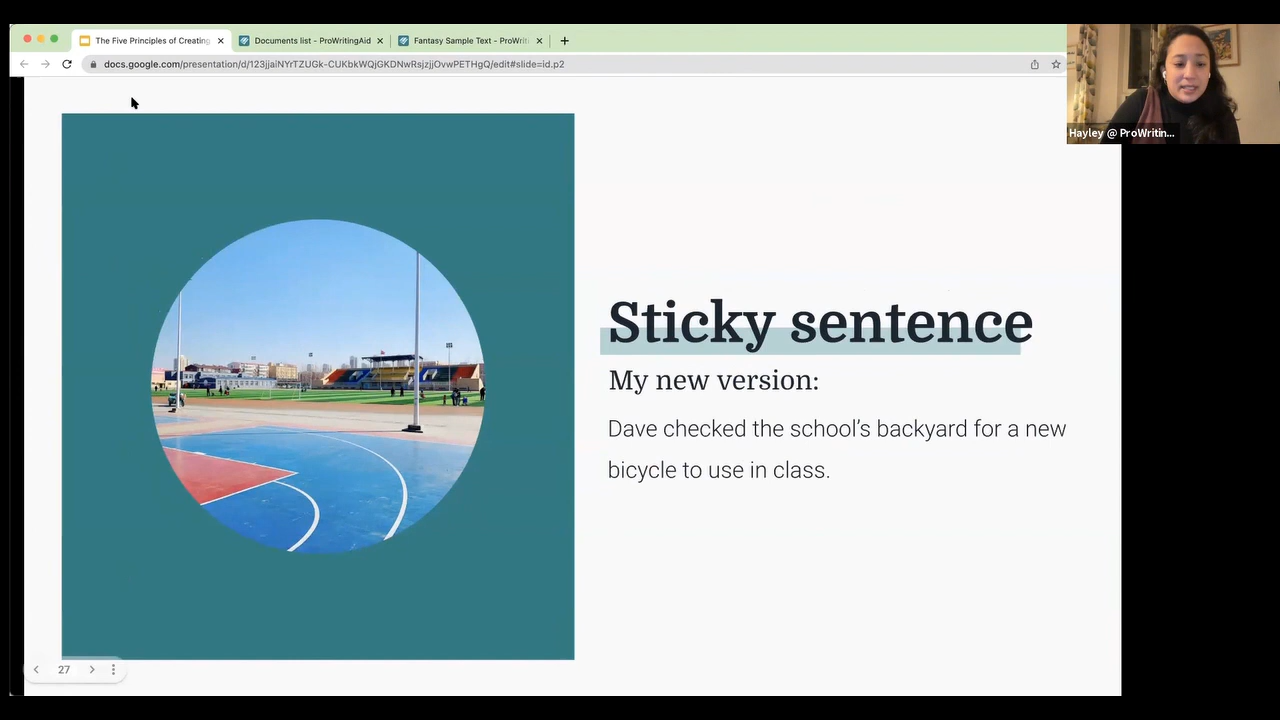 The Five Principles of Creating
Documents list - ProWritingAid
Fantasy Sample Text - ProWrit
docs.google.com/presentation/d/123jjaiNYrTZUGk-CUKbkWQjGKDNwRsjzjjOvwPETHgQ/edit#slide=id.p2
Hayley @ ProWritin...
Sticky sentence
My new version:
Dave checked the school’s backyard for a new
bicycle to use in class.
27